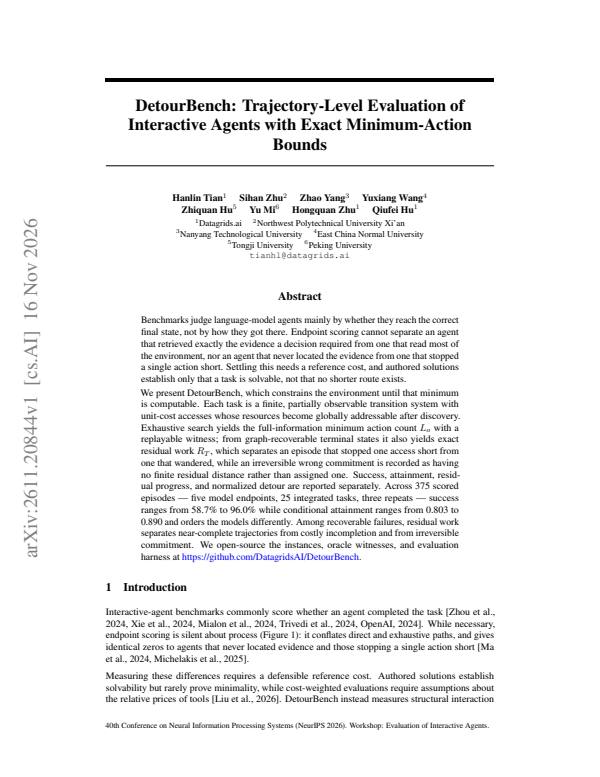 DetourBench: Trajectory-Level Evaluation of
Interactive Agents with Exact Minimum-Action
Bounds
Hanlin Tian1 Sihan Zhu2 Zhao Yang3 Yuxiang Wang4
Zhiquan Hu5 Yu Mi6 Hongquan Zhu1 Qiufei Hu1
1Datagrids.ai 2Northwest Polytechnical University Xi'an
3Nanyang Technological University 4East China Normal University
5Tongji University 6Peking University
tianhl@datagrids.ai
Abstract
Benchmarks judge language-model agents mainly by whether they reach the correct
final state, not by how they got there. Endpoint scoring cannot separate an agent
that retrieved exactly the evidence a decision required from one that read most of
the environment, nor an agent that never located the evidence from one that stopped
a single action short. Settling this needs a reference cost, and authored solutions
establish only that a task is solvable, not that no shorter route exists.
We present DetourBench, which constrains the environment until that minimum
is computable. Each task is a finite, partially observable transition system with
unit-cost accesses whose resources become globally addressable after discovery.
Exhaustive search yields the full-information minimum action count Lo with a
replayable witness; from graph-recoverable terminal states it also yields exact
residual work RT, which separates an episode that stopped one access short from
one that wandered, while an irreversible wrong commitment is recorded as having
no finite residual distance rather than assigned one. Success, attainment, resid-
ual progress, and normalized detour are reported separately. Across 375 scored
episodes — five model endpoints, 25 integrated tasks, three repeats — success
ranges from 58.7% to 96.0% while conditional attainment ranges from 0.803 to
0.890 and orders the models differently. Among recoverable failures, residual work
separates near-complete trajectories from costly incompletion and from irreversible
commitment. We open-source the instances, oracle witnesses, and evaluation
harness at https://github.com/DatagridsAI/DetourBench.
1 Introduction
Interactive-agent benchmarks commonly score whether an agent completed the task [Zhou et al.,
2024, Xie et al., 2024, Mialon et al., 2024, Trivedi et al., 2024, OpenAI, 2024]. While necessary,
endpoint scoring is silent about process (Figure 1): it conflates direct and exhaustive paths, and gives
identical zeros to agents that never located evidence and those stopping a single action short [Ma
et al., 2024, Michelakis et al., 2025].
Measuring these differences requires a defensible reference cost. Authored solutions establish
solvability but rarely prove minimality, while cost-weighted evaluations require assumptions about
the relative prices of tools [Liu et al., 2026]. DetourBench instead measures structural interaction
40th Conference on Neural Information Processing Systems (NeurIPS 2026). Workshop: Evaluation of Interactive Agents.
arXiv:2611.20844v1 [cs.AI] 16 Nov 2026